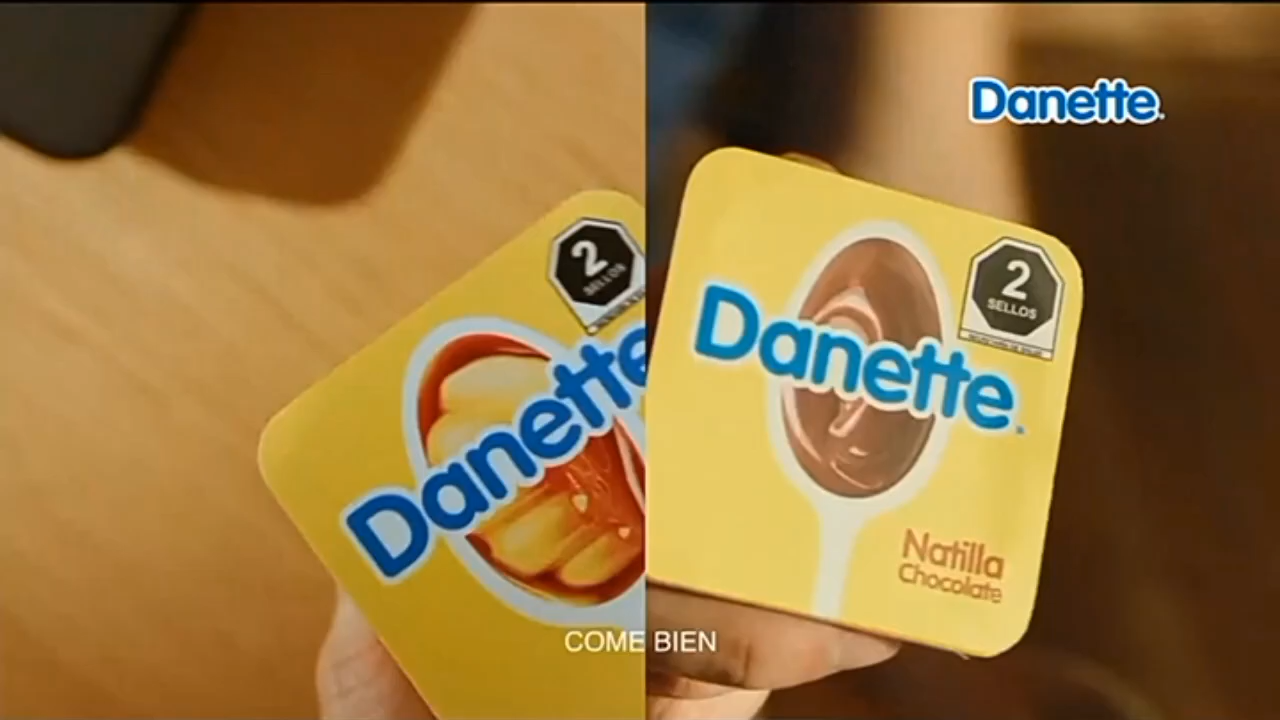 Danette
2
SELLOS
Danette
2
SELLOS
Danette
Natilla
Chocolate
COME BIEN